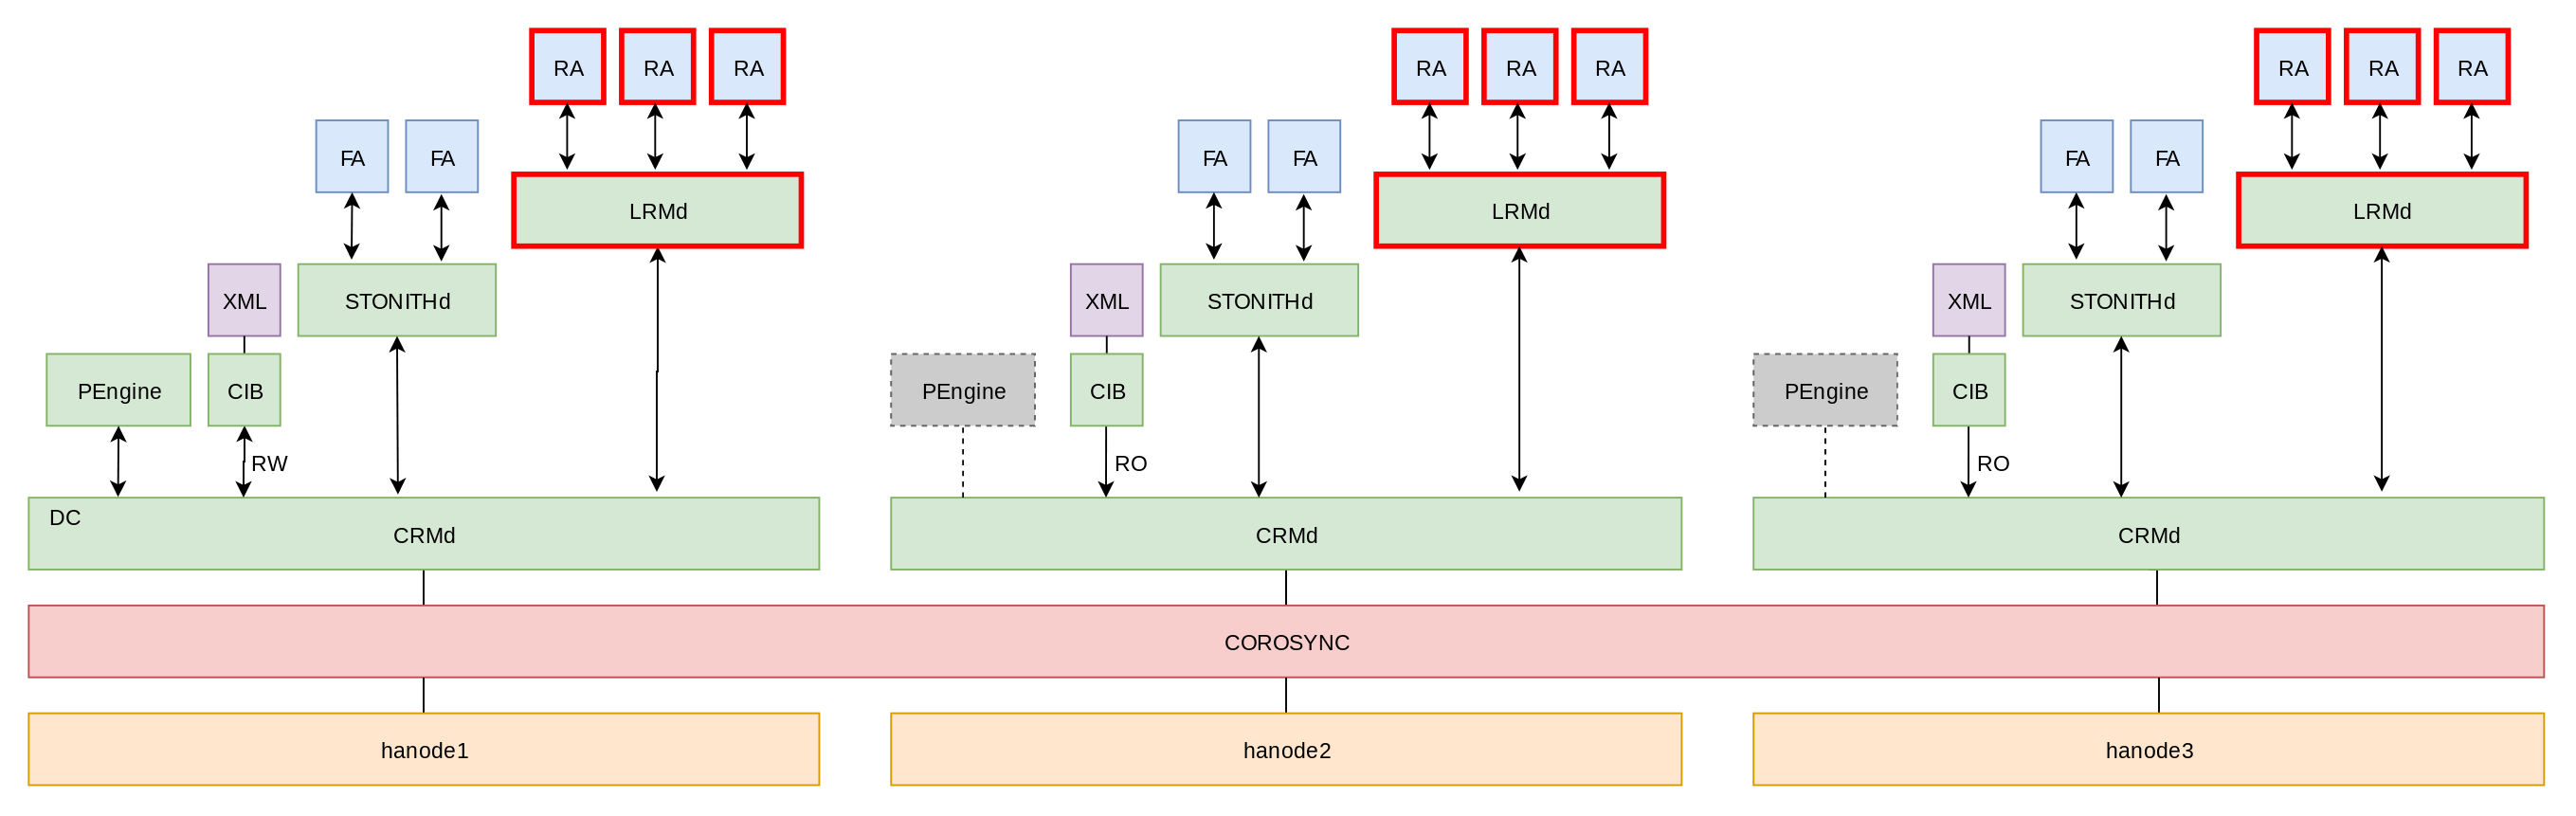 RA RA RA RA RA RA RA RA RA
FA FA FA FA FA FA
LRMd LRMd LRMd
XML STONITHd XML STONITHd XML STONITHd
PEngine CIB PEngine CIB PEngine CIB
RW RO RO
DC
CRMd CRMd CRMd
COROSYNC
hanode1 hanode2 hanode3